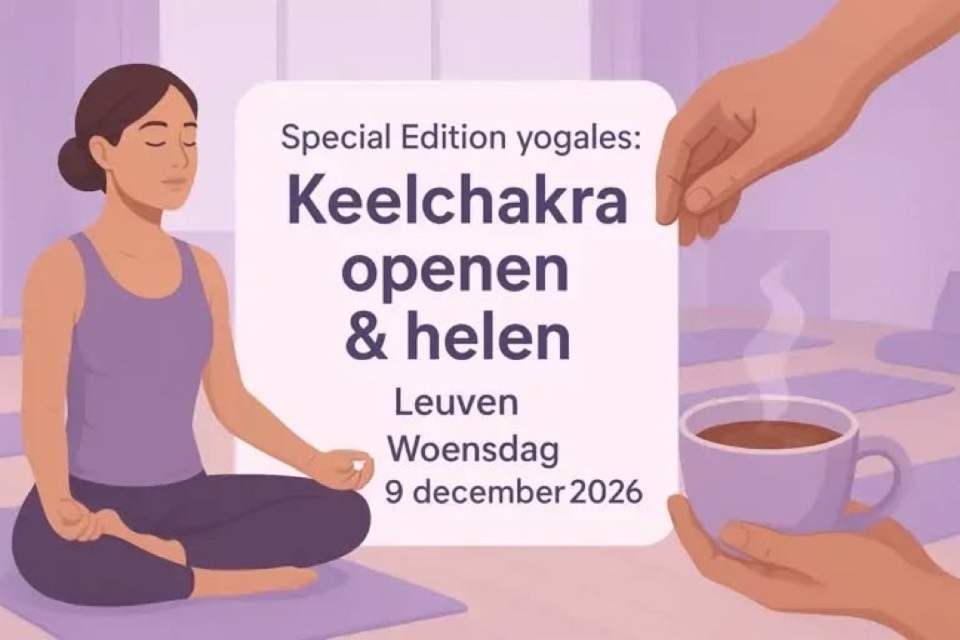 Special Edition yogales:
Keelchakra
openen
& helen
Leuven
Woensdag
9 december 2026